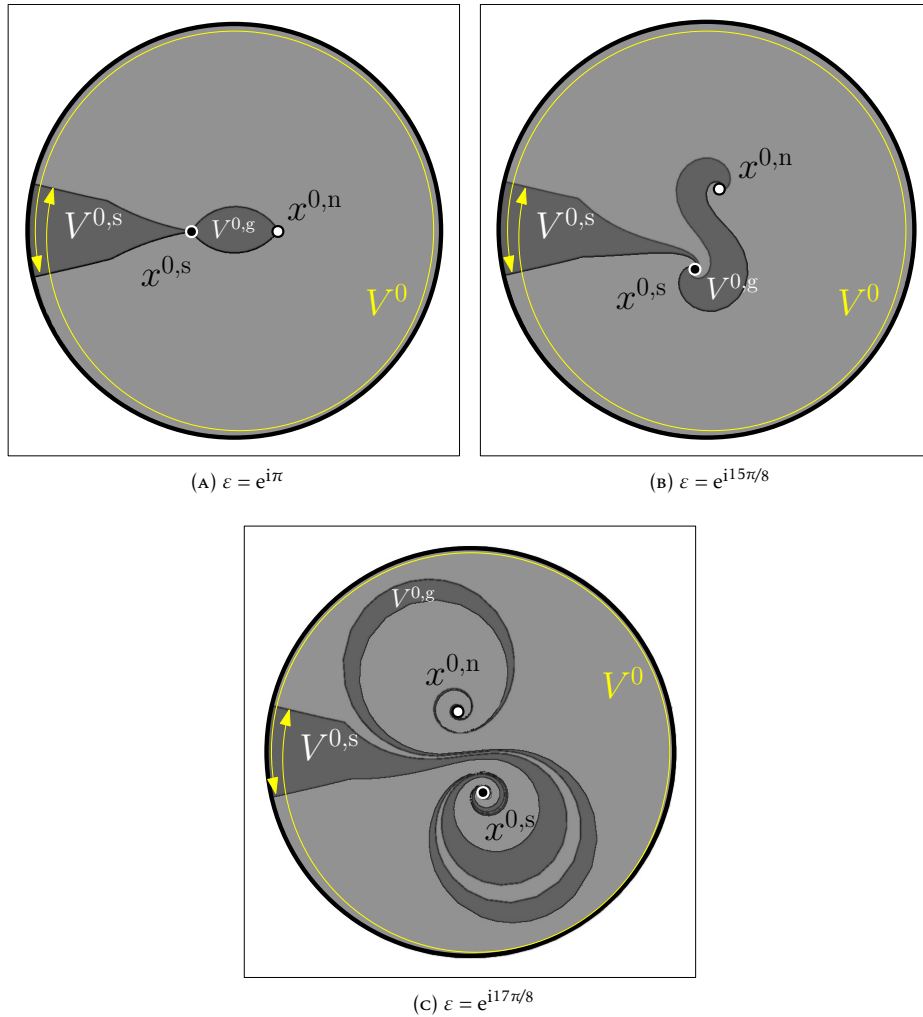 x^{0,n}
V^{0,s}
V^{0,g}
x^{0,s}
V^0
(A) ε = e^{iπ}
x^{0,n}
V^{0,s}
x^{0,s}
V^{0,g}
V^0
(B) ε = e^{i15π/8}
V^{0,g}
x^{0,n}
V^0
V^{0,s}
x^{0,s}
(C) ε = e^{i17π/8}